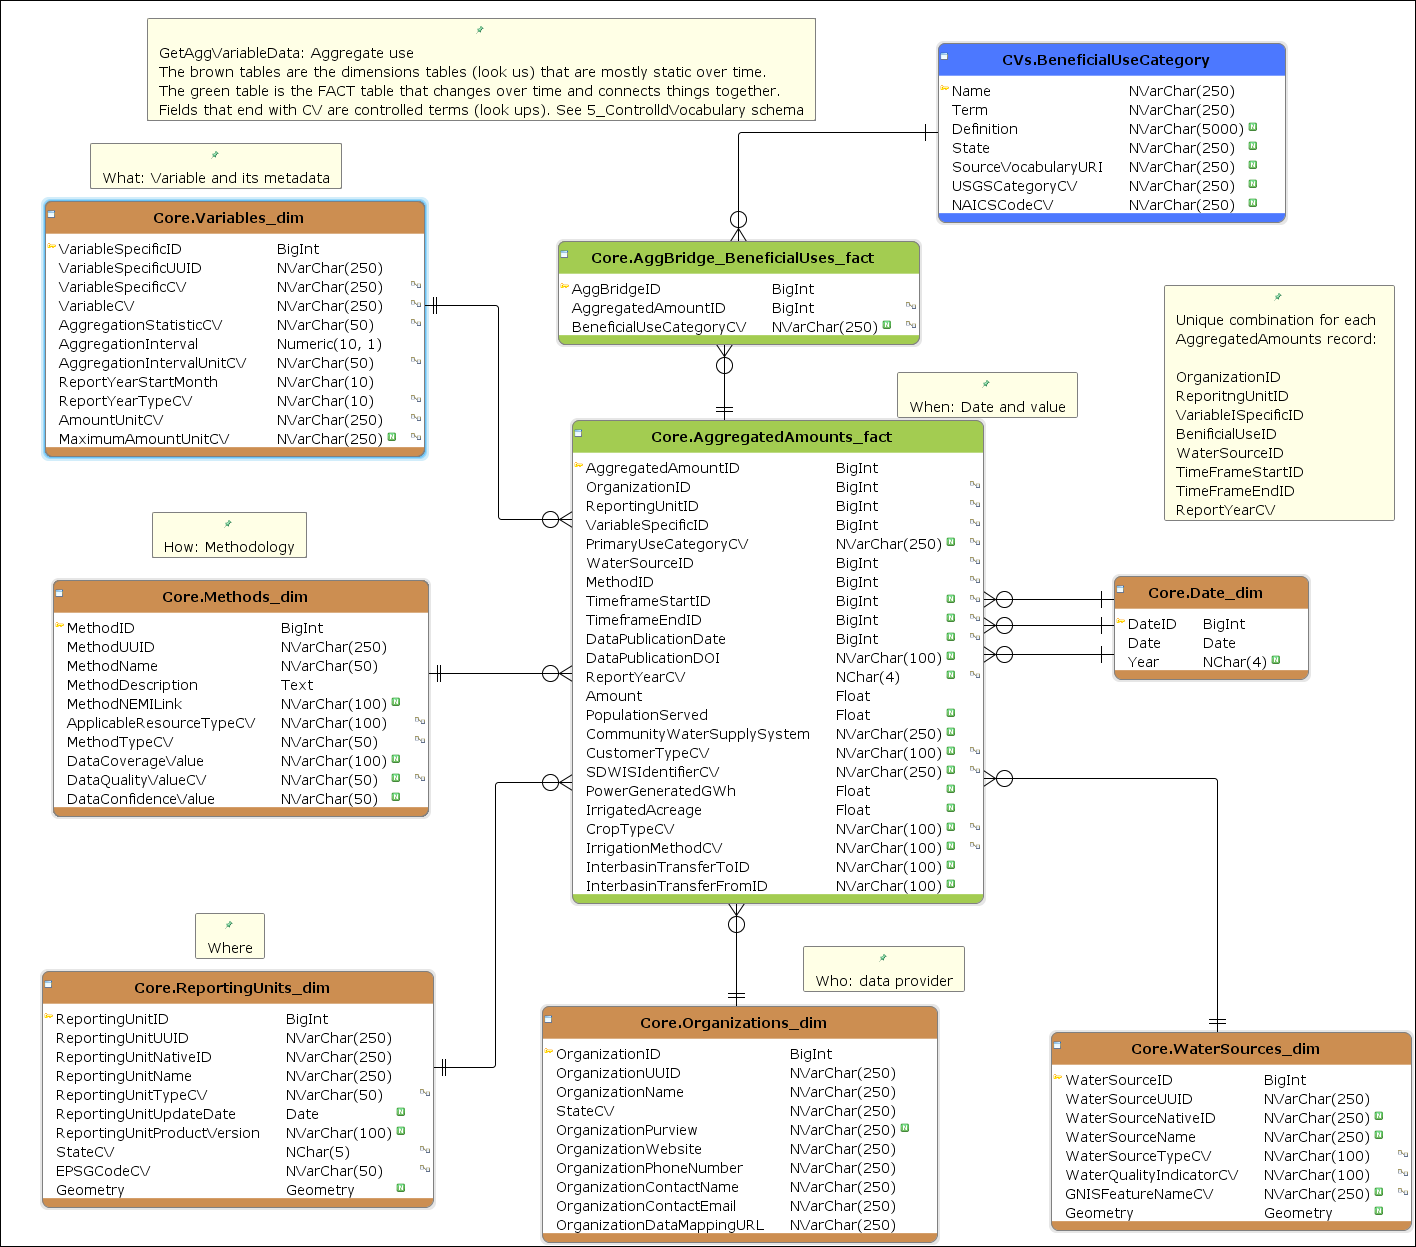 GetAggVariableData: Aggregate use
The brown tables are the dimensions tables (look us) that are mostly static over time.
The green table is the FACT table that changes over time and connects things together.
Fields that end with CV are controlled terms (look ups). See 5_ControlldVocabulary schema
CVs.BeneficialUseCategory
Name NVarChar(250)
Term NVarChar(250)
Definition NVarChar(5000) N
State NVarChar(250) N
SourceVocabularyURI NVarChar(250) N
USGSCategoryCV NVarChar(250) N
NAICSCodeCV NVarChar(250) N
What: Variable and its metadata
Core.Variables_dim
VariableSpecificID BigInt
VariableSpecificUUID NVarChar(250)
VariableSpecificCV NVarChar(250)
VariableCV NVarChar(250)
AggregationStatisticCV NVarChar(50)
AggregationInterval Numeric(10, 1)
AggregationIntervalUnitCV NVarChar(50)
ReportYearStartMonth NVarChar(10)
ReportYearTypeCV NVarChar(10)
AmountUnitCV NVarChar(250)
MaximumAmountUnitCV NVarChar(250) N
Core.AggBridge_BeneficialUses_fact
AggBridgeID BigInt
AggregatedAmountID BigInt
BeneficialUseCategoryCV NVarChar(250) N
Unique combination for each
AggregatedAmounts record:
OrganizationID
ReporitngUnitID
VariableISpecificID
BenificialUseID
WaterSourceID
TimeFrameStartID
TimeFrameEndID
ReportYearCV
When: Date and value
Core.AggregatedAmounts_fact
AggregatedAmountID BigInt
OrganizationID BigInt
ReportingUnitID BigInt
VariableSpecificID BigInt
PrimaryUseCategoryCV NVarChar(250) N
WaterSourceID BigInt
MethodID BigInt
TimeframeStartID BigInt N
TimeframeEndID BigInt N
DataPublicationDate BigInt N
DataPublicationDOI NVarChar(100) N
ReportYearCV NChar(4) N
Amount Float
PopulationServed Float N
CommunityWaterSupplySystem NVarChar(250) N
CustomerTypeCV NVarChar(100) N
SDWISIdentifierCV NVarChar(250) N
PowerGeneratedGWh Float N
IrrigatedAcreage Float N
CropTypeCV NVarChar(100) N
IrrigationMethodCV NVarChar(100) N
InterbasinTransferToID NVarChar(100) N
InterbasinTransferFromID NVarChar(100) N
How: Methodology
Core.Methods_dim
MethodID BigInt
MethodUUID NVarChar(250)
MethodName NVarChar(50)
MethodDescription Text
MethodNEMILink NVarChar(100) N
ApplicableResourceTypeCV NVarChar(100)
MethodTypeCV NVarChar(50)
DataCoverageValue NVarChar(100) N
DataQualityValueCV NVarChar(50) N
DataConfidenceValue NVarChar(50) N
Core.Date_dim
DateID BigInt
Date Date
Year NChar(4) N
Where
Core.ReportingUnits_dim
ReportingUnitID BigInt
ReportingUnitUUID NVarChar(250)
ReportingUnitNativeID NVarChar(250)
ReportingUnitName NVarChar(250)
ReportingUnitTypeCV NVarChar(50)
ReportingUnitUpdateDate Date N
ReportingUnitProductVersion NVarChar(100) N
StateCV NChar(5)
EPSGCodeCV NVarChar(50)
Geometry Geometry N
Who: data provider
Core.Organizations_dim
OrganizationID BigInt
OrganizationUUID NVarChar(250)
OrganizationName NVarChar(250)
StateCV NVarChar(250)
OrganizationPurview NVarChar(250) N
OrganizationWebsite NVarChar(250)
OrganizationPhoneNumber NVarChar(250)
OrganizationContactName NVarChar(250)
OrganizationContactEmail NVarChar(250)
OrganizationDataMappingURL NVarChar(250)
Core.WaterSources_dim
WaterSourceID BigInt
WaterSourceUUID NVarChar(250)
WaterSourceNativeID NVarChar(250) N
WaterSourceName NVarChar(250) N
WaterSourceTypeCV NVarChar(100)
WaterQualityIndicatorCV NVarChar(100)
GNISFeatureNameCV NVarChar(250) N
Geometry Geometry N